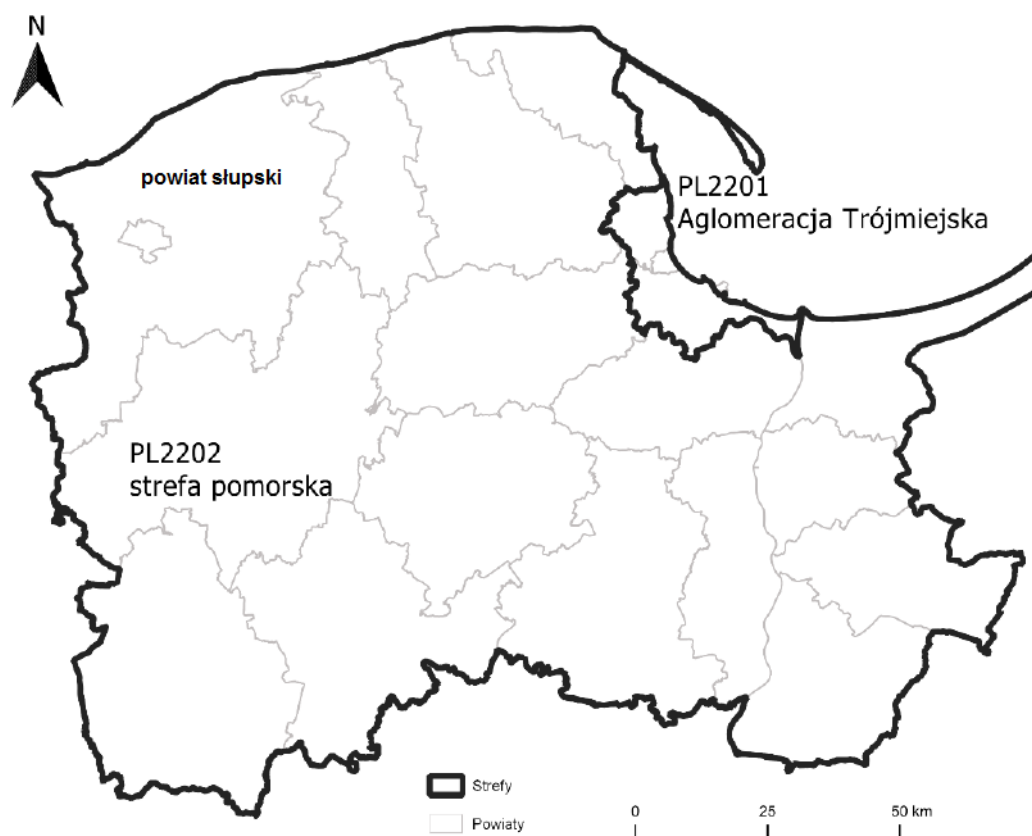 N
powiat słupski
PL2201
Aglomeracja Trójmiejska
PL2202
strefa pomorska
Strefy
Powiaty
0 25 50 km